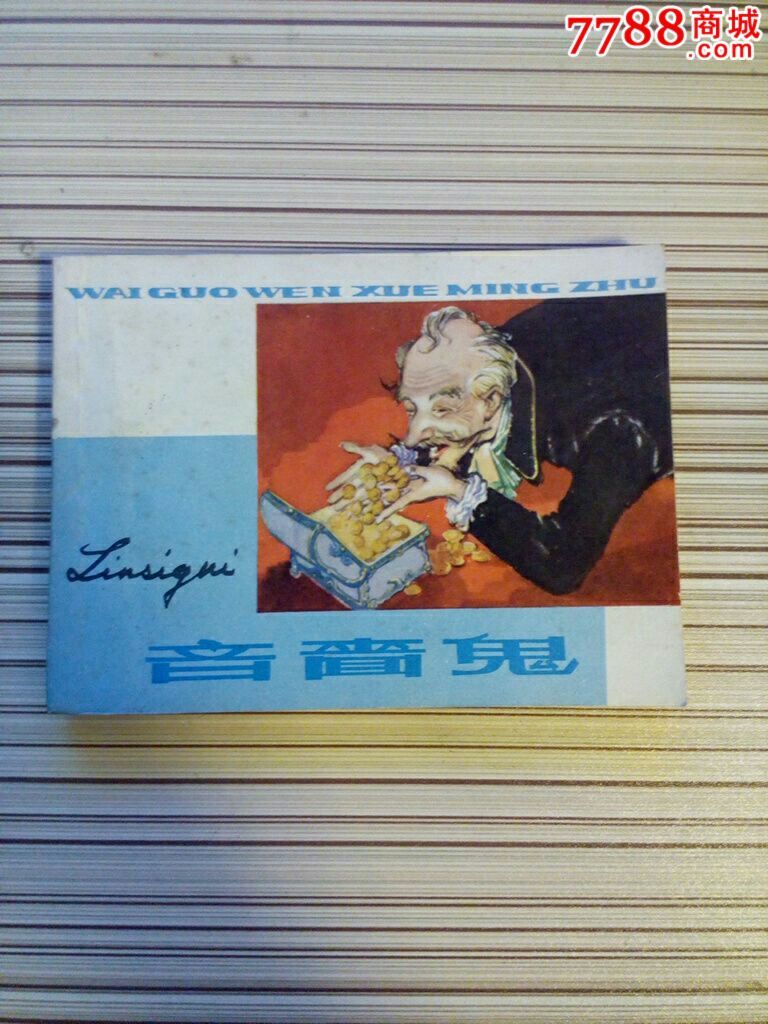 7788商城
.com
WAI GUO WEN XUE MING ZHU
Linsigui
吝啬鬼